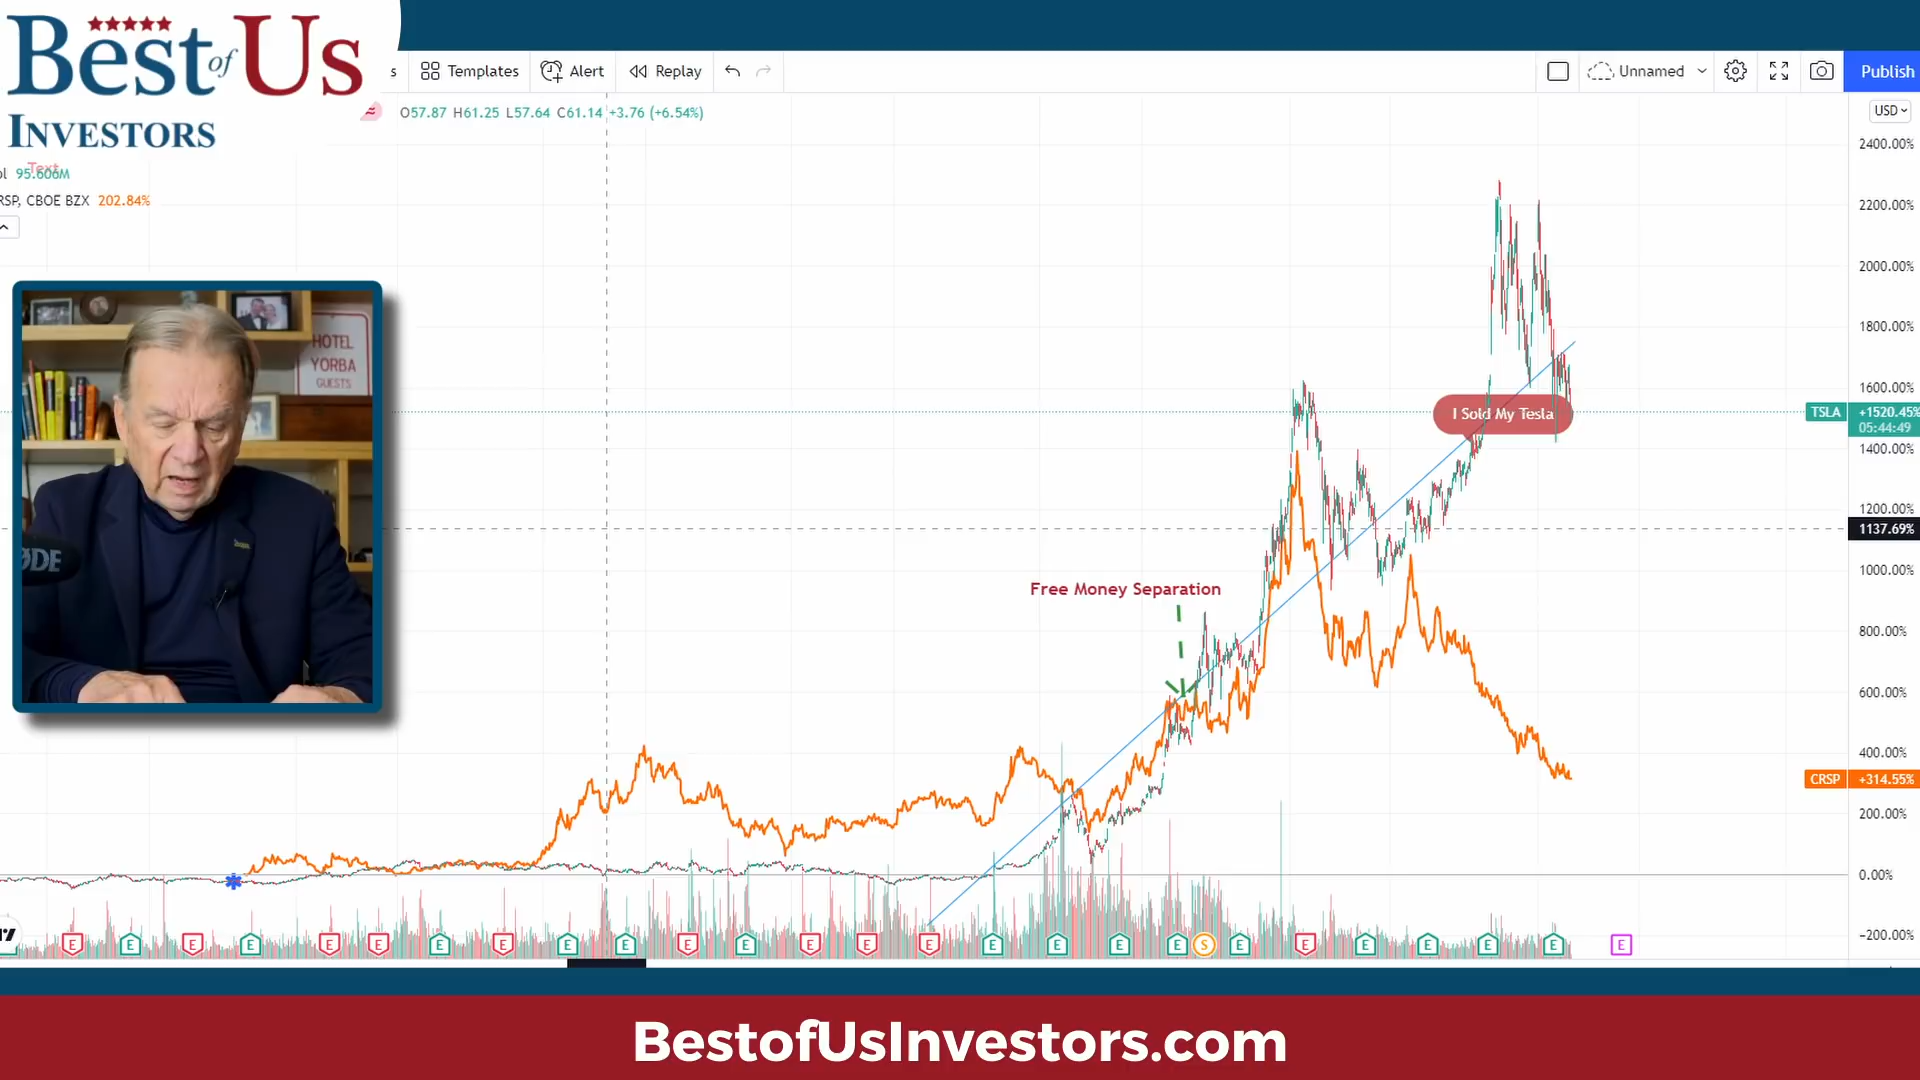 ★★★★★
Best of Us
INVESTORS
s
Templates
Alert
Replay
Unnamed
Publish
O57.87 H61.25 L57.64 C61.14 +3.76 (+6.54%)
USD
Text
ol 95.606M
RSP, CBOE BZX 202.84%
2400.00%
2200.00%
2000.00%
1800.00%
1600.00%
TSLA +1520.45%
05:44:49
1400.00%
1200.00%
1137.69%
1000.00%
800.00%
600.00%
400.00%
CRSP +314.55%
200.00%
0.00%
-200.00%
HOTEL
YORBA
GUESTS
ØDE
I Sold My Tesla
Free Money Separation
E E E E E E E E E E E E E E E E E E E E S E E E E E E E
BestofUsInvestors.com